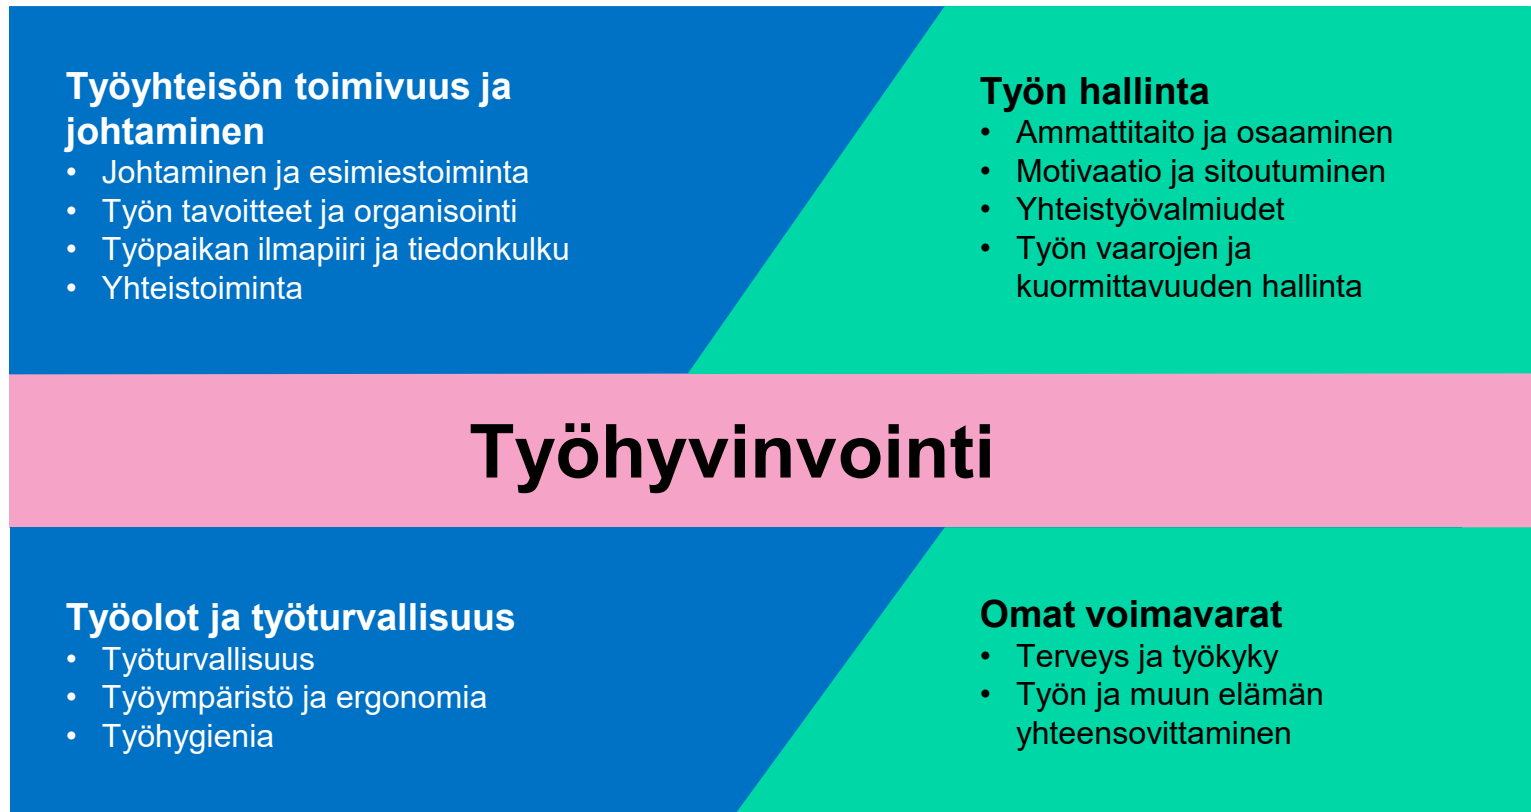 Työyhteisön toimivuus ja
johtaminen
• Johtaminen ja esimiestoiminta
• Työn tavoitteet ja organisointi
• Työpaikan ilmapiiri ja tiedonkulku
• Yhteistoiminta
Työn hallinta
• Ammattitaito ja osaaminen
• Motivaatio ja sitoutuminen
• Yhteistyövalmiudet
• Työn vaarojen ja
kuormittavuuden hallinta
Työhyvinvointi
Työolot ja työturvallisuus
• Työturvallisuus
• Työympäristö ja ergonomia
• Työhygienia
Omat voimavarat
• Terveys ja työkyky
• Työn ja muun elämän
yhteensovittaminen